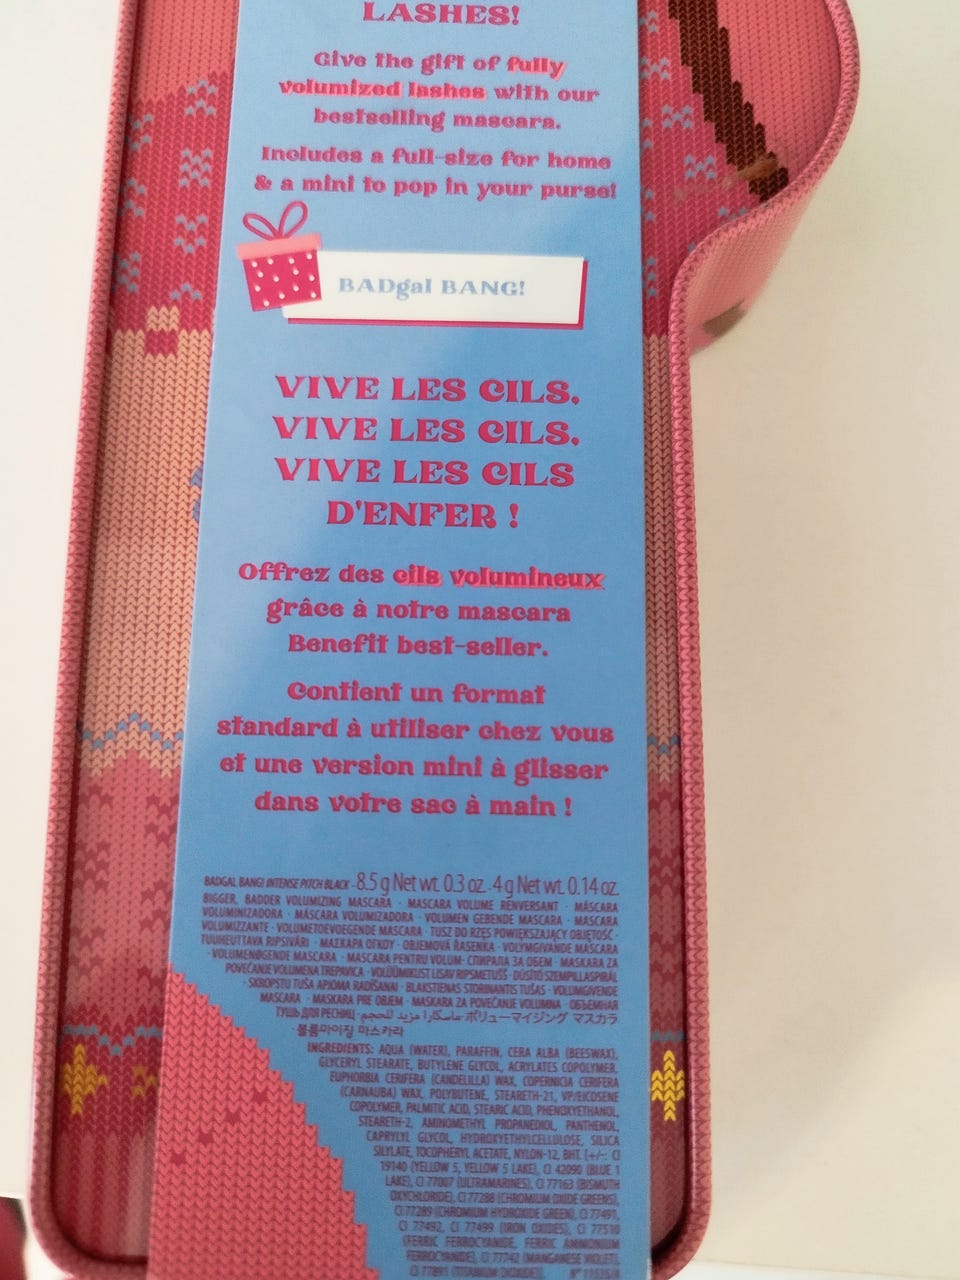 LASHES!
Give the gift of fully
volumized lashes with our
bestselling mascara.
Includes a full-size for home
& a mini to pop in your purse!
BADgal BANG!
VIVE LES CILS,
VIVE LES CILS,
VIVE LES CILS
D'ENFER !
Offrez des cils volumineux
grâce à notre mascara
Benefit best-seller.
Contient un format
standard à utiliser chez vous
et une version mini à glisser
dans votre sac à main !
BADGAL BANG! INTENSE PITCH BLACK · 8.5 g Net wt. 0.3 oz. · 4 g Net wt. 0.14 oz.
BIGGER, BADDER VOLUMIZING MASCARA · MASCARA VOLUME RENVERSANT · MÁSCARA
VOLUMINIZADORA · MÁSCARA VOLUMIZADORA · VOLUMEN GEBENDE MASCARA · MASCARA
VOLUMIZZANTE · VOLUMETOEVOEGENDE MASCARA · TUSZ DO RZĘS POWIĘKSZAJĄCY OBJĘTOŚĆ ·
TUUHEUTTAVA RIPSIVÄRI · ΜΑΣΚΑΡΑ ΟΓΚΟΥ · OBJEMOVÁ ŘASENKA · VOLYMGIVANDE MASCARA
· VOLUMENØGENDE MASCARA · MASCARA PENTRU VOLUM · СПИРАЛА ЗА ОБЕМ · MASKARA ZA
POVEĆANJE VOLUMENA TREPAVICA · VOLÜÜMIKUST LISAV RIPSMETUŠŠ · DÚSÍTÓ SZEMPILLASPIRÁL
· SKROPSTU TUŠA APJOMA RADĪŠANAI · BLAKSTIENAS STORINANTIS TUŠAS · VOLUMGIVENDE
MASCARA · MASKARA PRE OBJEM · MASKARA ZA POVEČANJE VOLUMNA · ОБЪЕМНАЯ
ТУШЬ ДЛЯ РЕСНИЦ · ماسكارا مزيد للحجم · ボリューマイジング マスカラ
· 볼륨마이징 마스카라
INGREDIENTS: AQUA (WATER), PARAFFIN, CERA ALBA (BEESWAX),
GLYCERYL STEARATE, BUTYLENE GLYCOL, ACRYLATES COPOLYMER,
EUPHORBIA CERIFERA (CANDELILLA) WAX, COPERNICIA CERIFERA
(CARNAUBA) WAX, POLYBUTENE, STEARETH-21, VP/EICOSENE
COPOLYMER, PALMITIC ACID, STEARIC ACID, PHENOXYETHANOL,
STEARETH-2, AMINOMETHYL PROPANEDIOL, PANTHENOL,
CAPRYLYL GLYCOL, HYDROXYETHYLCELLULOSE, SILICA
SILYLATE, TOCOPHERYL ACETATE, NYLON-12, BHT. [+/-: CI
19140 (YELLOW 5, YELLOW 5 LAKE), CI 42090 (BLUE 1
LAKE), CI 77007 (ULTRAMARINES), CI 77163 (BISMUTH
OXYCHLORIDE), CI 77288 (CHROMIUM OXIDE GREENS),
CI 77289 (CHROMIUM HYDROXIDE GREEN), CI 77491,
CI 77492, CI 77499 (IRON OXIDES), CI 77510
(FERRIC FERROCYANIDE, FERRIC AMMONIUM
FERROCYANIDE), CI 77742 (MANGANESE VIOLET),
CI 77891 (TITANIUM DIOXIDE)].